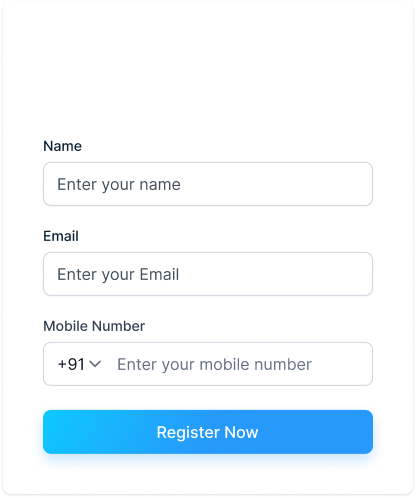 Name
Enter your name
Email
Enter your Email
Mobile Number
+91 Enter your mobile number
Register Now